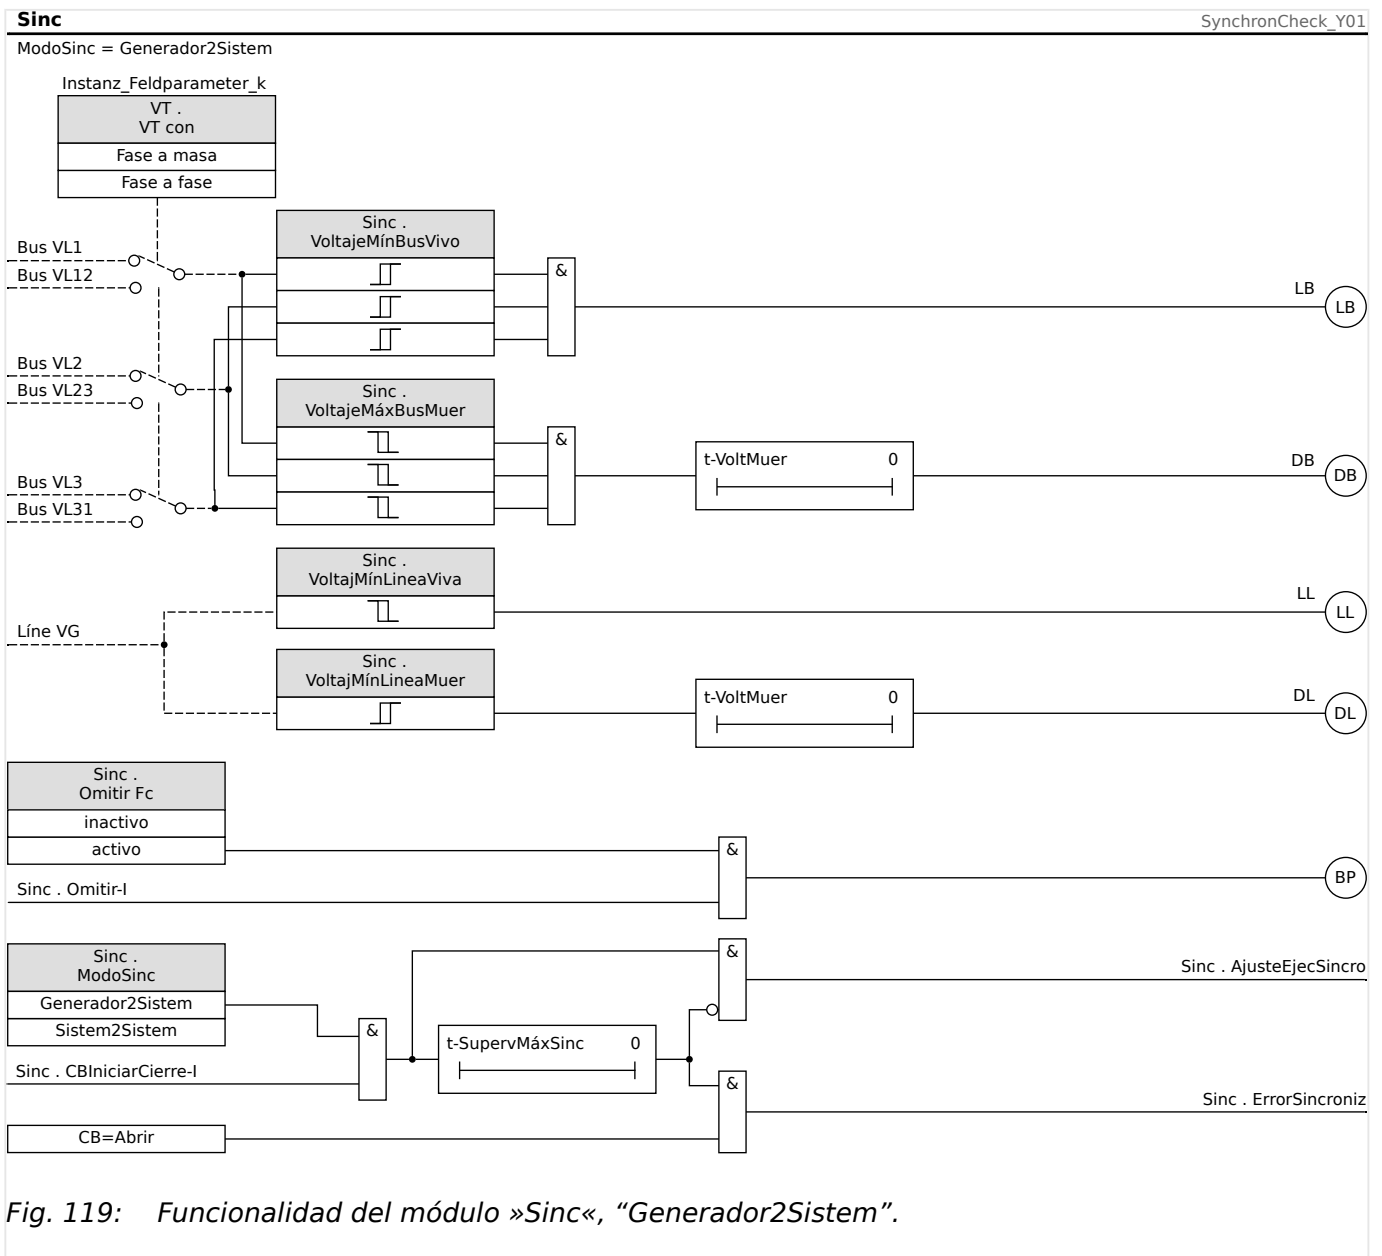 Sinc
SynchronCheck_Y01
ModoSinc = Generador2Sistem
Instanz_Feldparameter_k
VT .
VT con
Fase a masa
Fase a fase
Sinc .
VoltajeMínBusVivo
&
Bus VL1
Bus VL12
LB
LB
Bus VL2
Bus VL23
Sinc .
VoltajeMáxBusMuer
&
t-VoltMuer 0
DB
DB
Bus VL3
Bus VL31
Sinc .
VoltajMínLineaViva
LL
LL
Líne VG
Sinc .
VoltajMínLineaMuer
t-VoltMuer 0
DL
DL
Sinc .
Omitir Fc
inactivo
activo
&
Sinc . Omitir-I
BP
Sinc .
ModoSinc
Generador2Sistem
Sistem2Sistem
&
&
Sinc . AjusteEjecSincro
t-SupervMáxSinc 0
Sinc . CBIniciarCierre-I
&
Sinc . ErrorSincroniz
CB=Abrir
Fig. 119: Funcionalidad del módulo »Sinc«, “Generador2Sistem”.